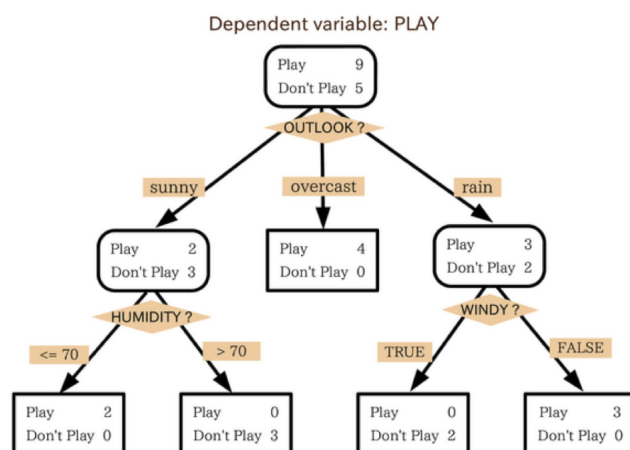 Dependent variable: PLAY
Play 9
Don't Play 5
OUTLOOK ?
sunny
overcast
rain
Play 2
Don't Play 3
Play 4
Don't Play 0
Play 3
Don't Play 2
HUMIDITY ?
WINDY ?
<= 70
> 70
TRUE
FALSE
Play 2
Don't Play 0
Play 0
Don't Play 3
Play 0
Don't Play 2
Play 3
Don't Play 0